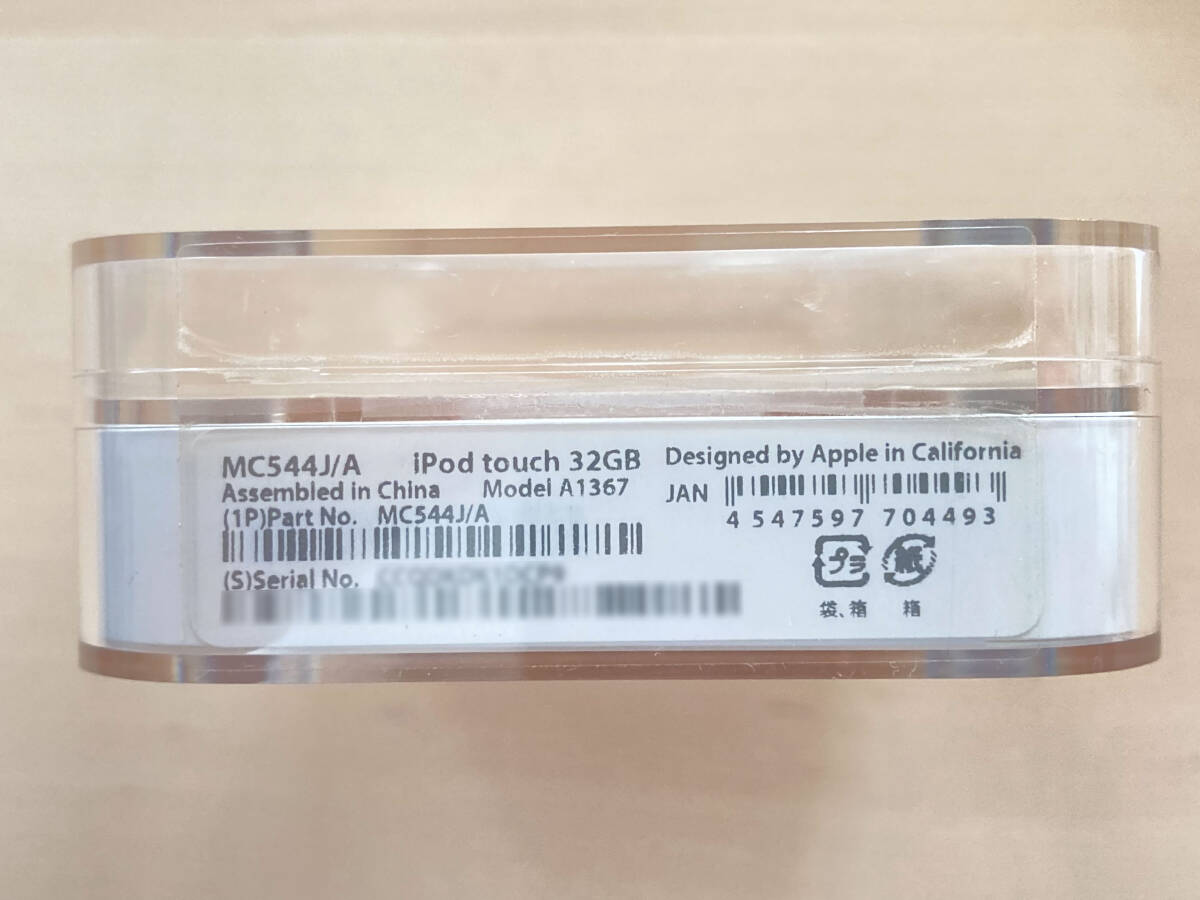 MC544J/A iPod touch 32GB
Assembled in China Model A1367
(1P)Part No. MC544J/A
(S)Serial No.
Designed by Apple in California
JAN
4 547597 704493
プラ 紙
袋、箱 箱